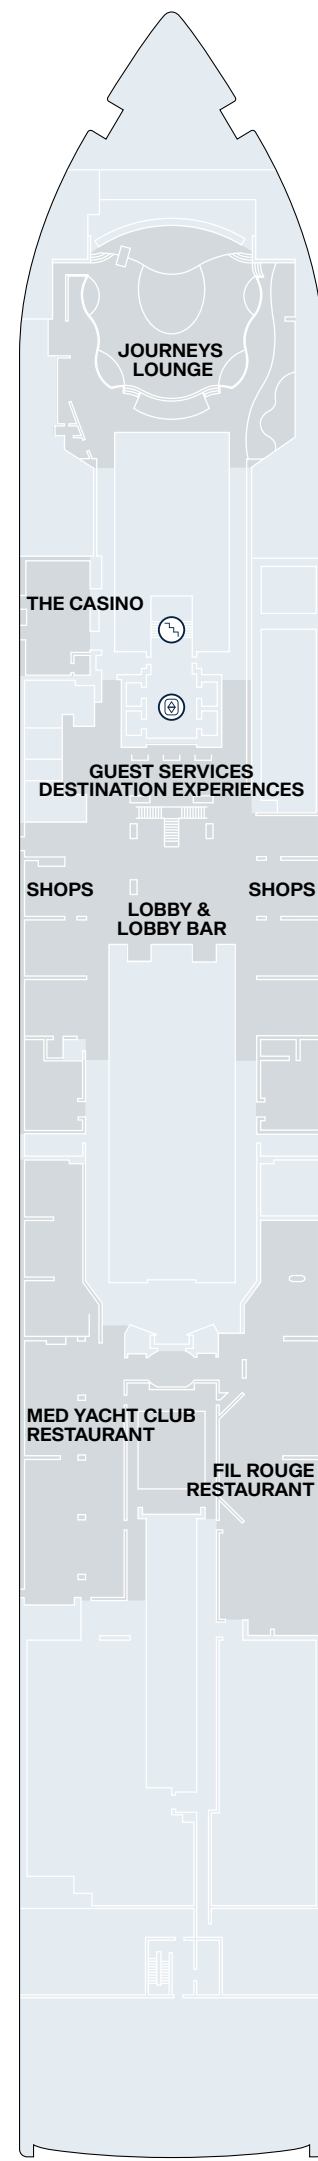 JOURNEYS
LOUNGE
THE CASINO
GUEST SERVICES
DESTINATION EXPERIENCES
SHOPS
SHOPS
LOBBY &
LOBBY BAR
MED YACHT CLUB
RESTAURANT
FIL ROUGE
RESTAURANT